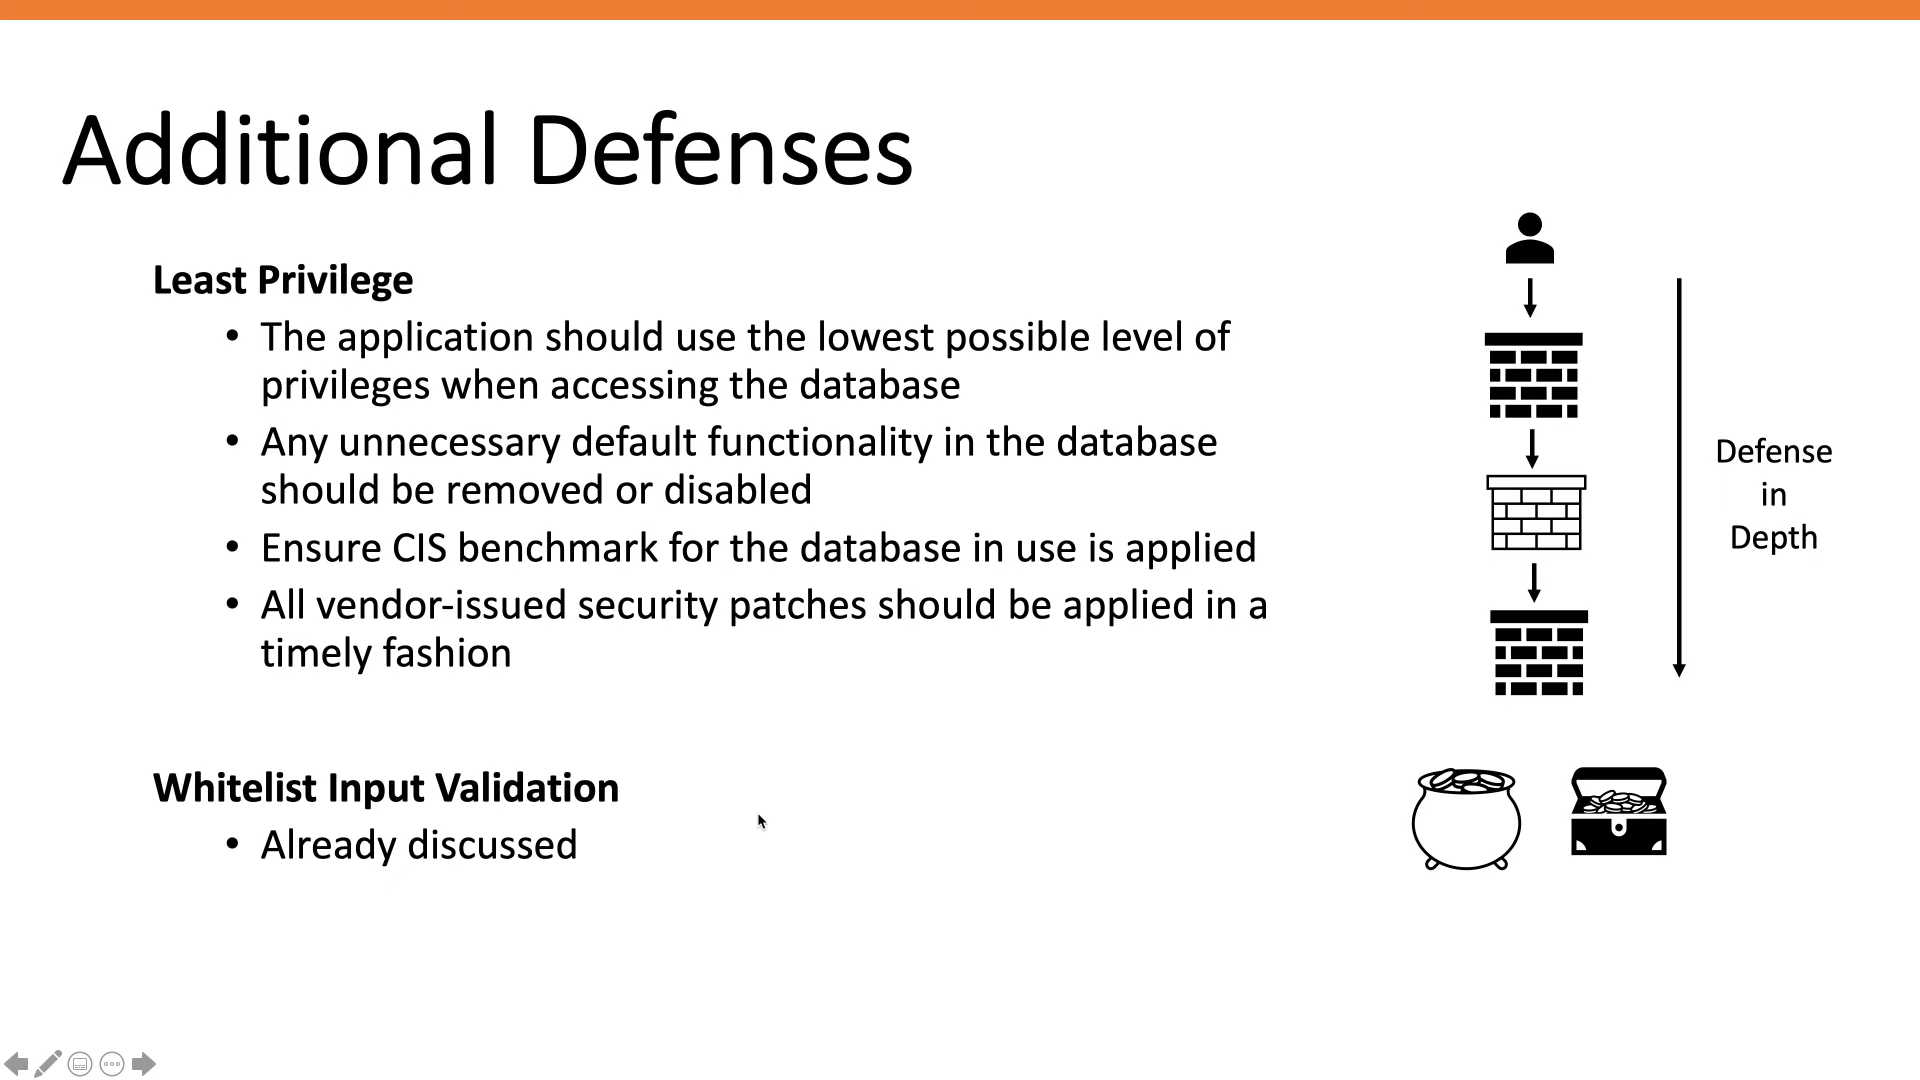 Additional Defenses
Least Privilege
• The application should use the lowest possible level of
privileges when accessing the database
• Any unnecessary default functionality in the database
should be removed or disabled
• Ensure CIS benchmark for the database in use is applied
• All vendor-issued security patches should be applied in a
timely fashion
Whitelist Input Validation
• Already discussed
Defense
in
Depth